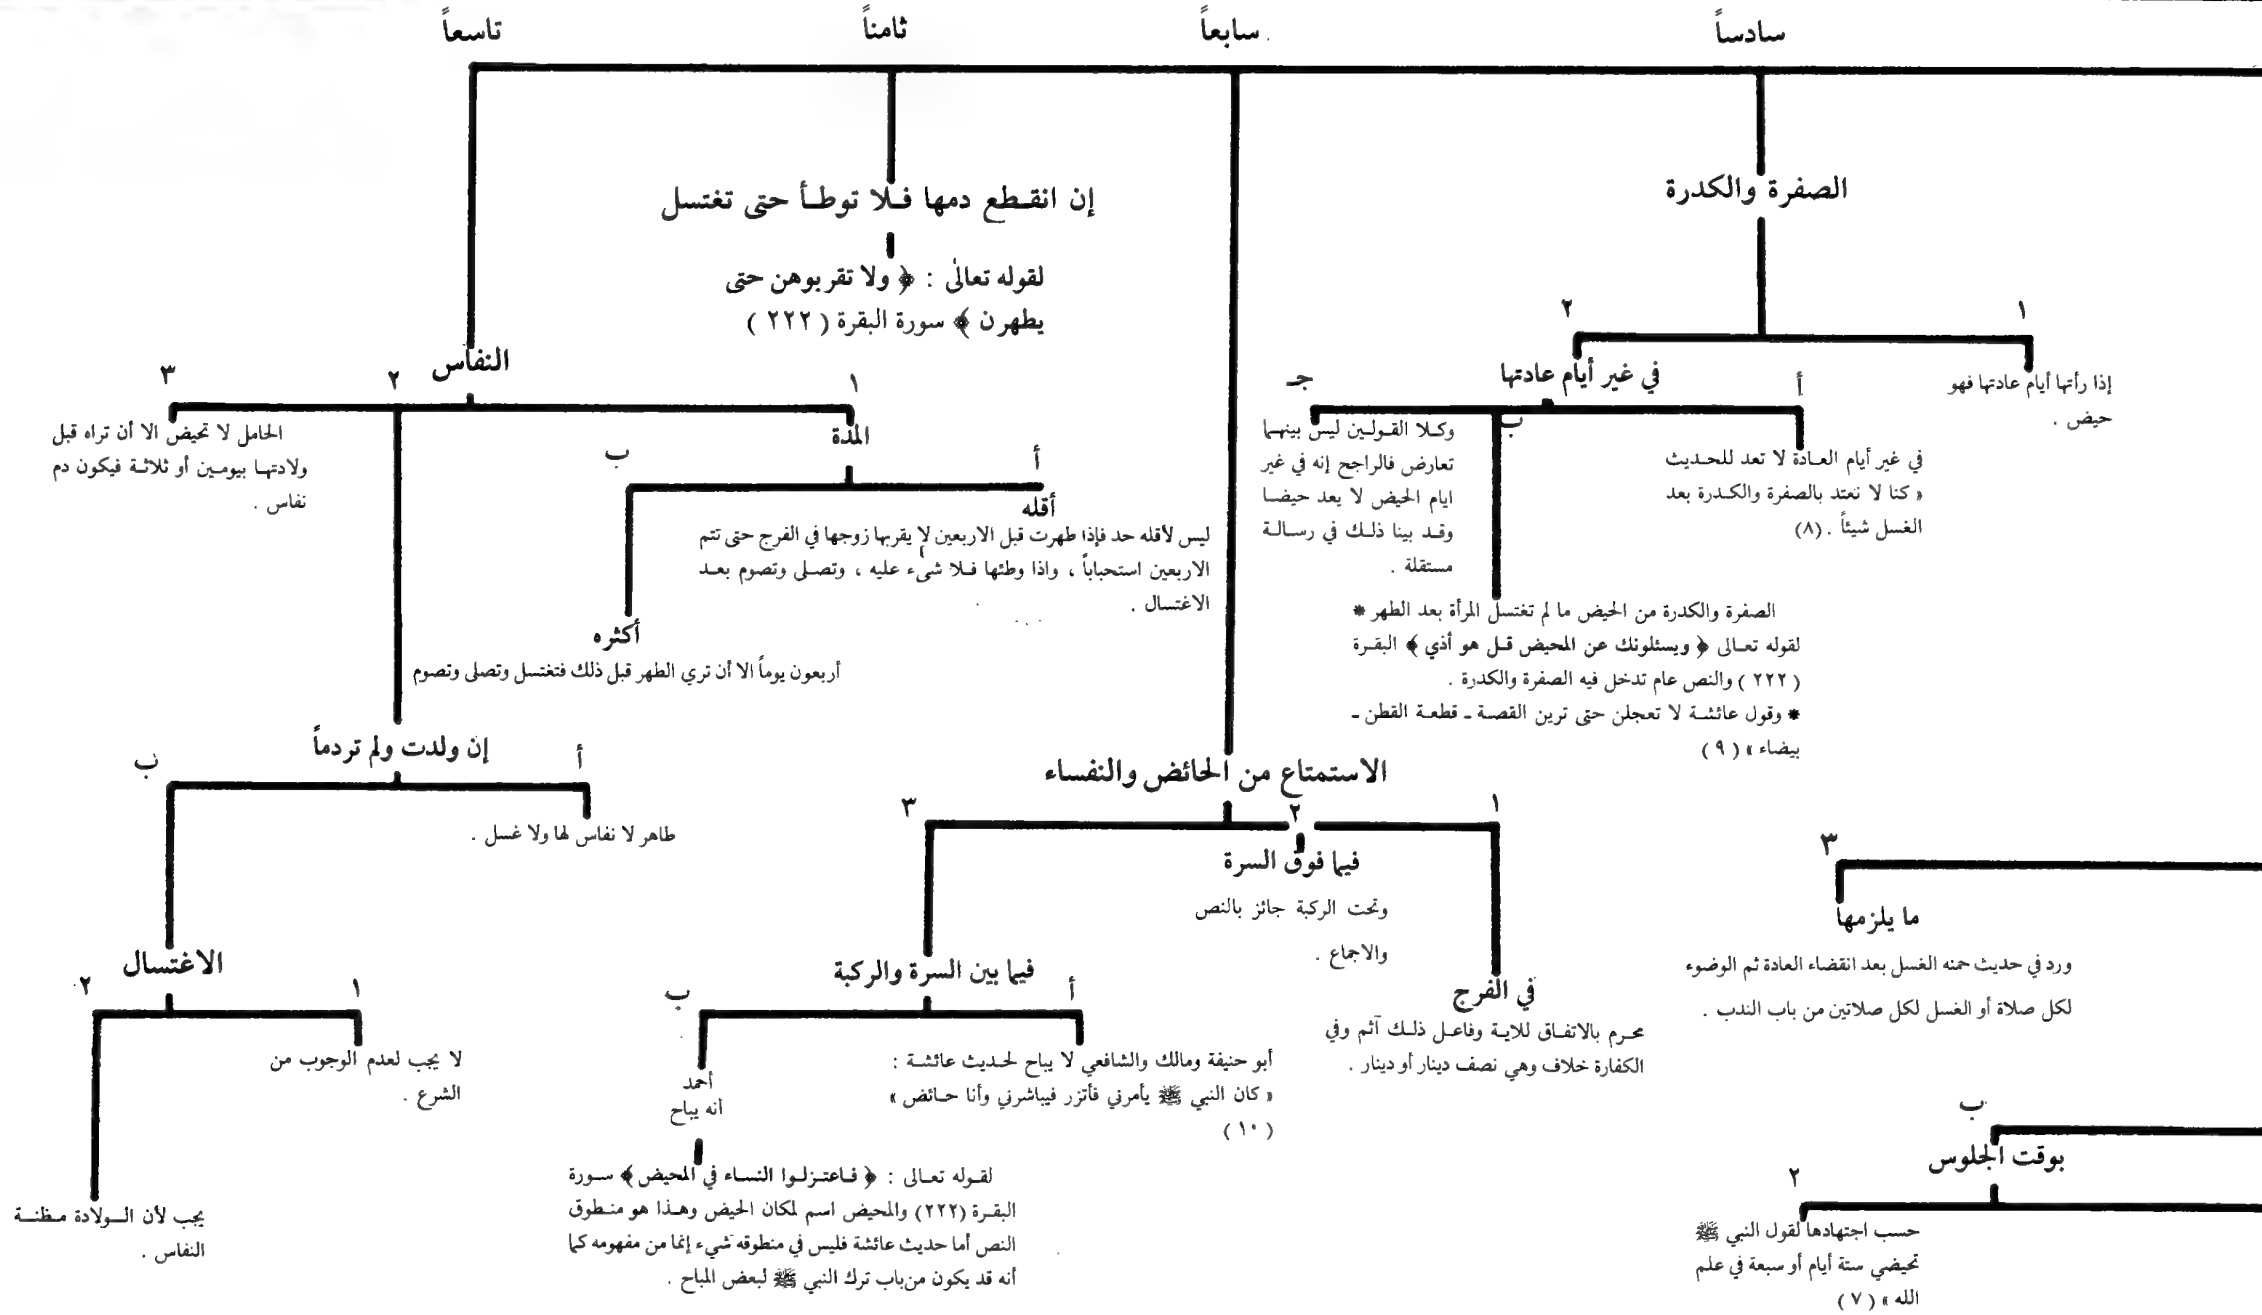 سادساً
سابعاً
ثامناً
تاسعاً
الصفرة والكدرة
١
٢
إذا رأتها أيام عادتها فهو
حيض .
في غير أيام عادتها
أ
ب
جـ
في غير أيام العادة لا تعد للحديث
« كنا لا نعتد بالصفرة والكدرة بعد
الغسل شيئاً . (٨)
الصفرة والكدرة من الحيض ما لم تغتسل المرأة بعد الطهر *
لقوله تعالى ﴿ ويسئلونك عن المحيض قل هو أذي ﴾ البقرة
( ٢٢٢ ) والنص عام تدخل فيه الصفرة والكدرة .
* وقول عائشة لا تعجلن حتى ترين القصة ـ قطعة القطن ـ
بيضاء » ( ٩ )
وكلا القولين ليس بينهما
تعارض فالراجح إنه في غير
ايام الحيض لا يعد حيضا
وقد بينا ذلك في رسالة
مستقلة .
٣
ما يلزمها
ورد في حديث حمنه الغسل بعد انقضاء العادة ثم الوضوء
لكل صلاة أو الغسل لكل صلاتين من باب الندب .
ب
بوقت الجلوس
٢
حسب اجتهادها لقول النبي ﷺ
تحيضي ستة أيام أو سبعة في علم
الله » ( ٧ )
الاستمتاع من الحائض والنفساء
١
٢
٣
في الفرج
محرم بالاتفاق للاية وفاعل ذلك آثم وفي
الكفارة خلاف وهي نصف دينار أو دينار .
فيما فوق السرة
وتحت الركبة جائز بالنص
والاجماع .
فيما بين السرة والركبة
أ
ب
أبو حنيفة ومالك والشافعي لا يباح لحديث عائشة :
« كان النبي ﷺ يأمرني فأتزر فيباشرني وأنا حائض »
( ١٠ )
أحمد
أنه يباح
لقوله تعالى : ﴿ فاعتزلوا النساء في المحيض ﴾ سورة
البقرة (٢٢٢) والمحيض اسم لمكان الحيض وهذا هو منطوق
النص أما حديث عائشة فليس في منطوقه شيء إنما من مفهومه كما
أنه قد يكون من باب ترك النبي ﷺ لبعض المباح .
إن انقطع دمها فلا توطأ حتى تغتسل
لقوله تعالىٰ : ﴿ ولا تقربوهن حتى
يطهرن ﴾ سورة البقرة ( ٢٢٢ )
النفاس
١
٢
٣
المدة
أ
ب
أقله
ليس لأقله حد فإذا طهرت قبل الاربعين لا يقربها زوجها في الفرج حتى تتم
الاربعين استحباباً ، واذا وطئها فلا شيء عليه ، وتصلى وتصوم بعد
الاغتسال .
أكثره
أربعون يوماً الا أن تري الطهر قبل ذلك فتغتسل وتصلى وتصوم
إن ولدت ولم تر دماً
أ
ب
طاهر لا نفاس لها ولا غسل .
الاغتسال
١
٢
لا يجب لعدم الوجوب من
الشرع .
يجب لأن الولادة مظنة
النفاس .
الحامل لا تحيض الا أن تراه قبل
ولادتها بيومين أو ثلاثة فيكون دم
نفاس .